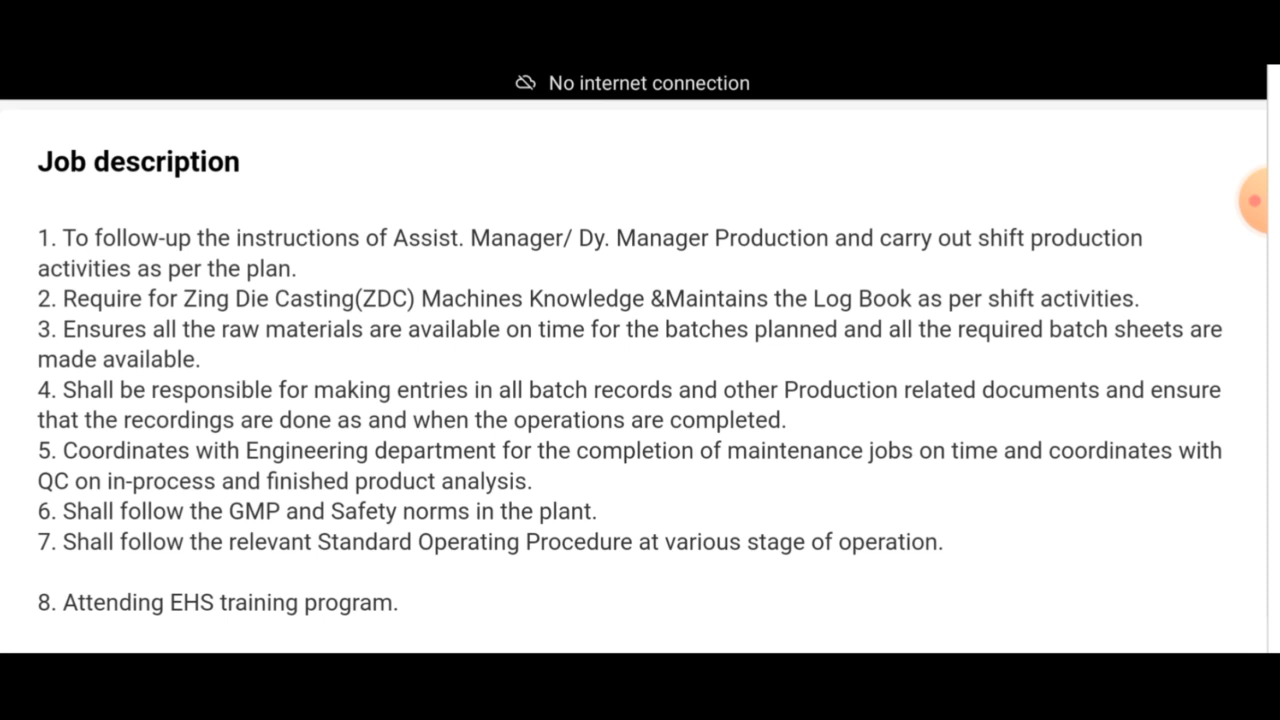 No internet connection
Job description
1. To follow-up the instructions of Assist. Manager/ Dy. Manager Production and carry out shift production
activities as per the plan.
2. Require for Zing Die Casting(ZDC) Machines Knowledge &Maintains the Log Book as per shift activities.
3. Ensures all the raw materials are available on time for the batches planned and all the required batch sheets are
made available.
4. Shall be responsible for making entries in all batch records and other Production related documents and ensure
that the recordings are done as and when the operations are completed.
5. Coordinates with Engineering department for the completion of maintenance jobs on time and coordinates with
QC on in-process and finished product analysis.
6. Shall follow the GMP and Safety norms in the plant.
7. Shall follow the relevant Standard Operating Procedure at various stage of operation.
8. Attending EHS training program.